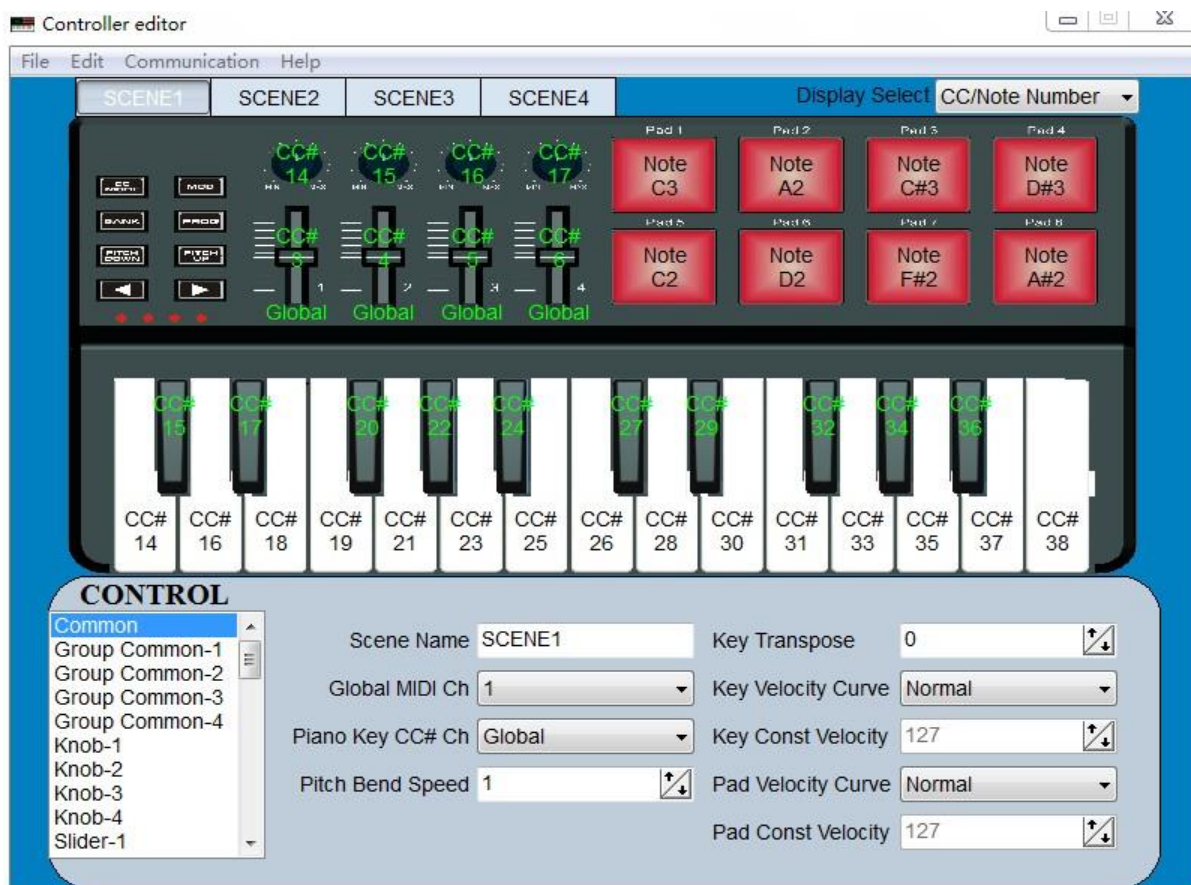 Controller editor
File Edit Communication Help
SCENE1 SCENE2 SCENE3 SCENE4 Display Select CC/Note Number
Pad 1 Pad 2 Pad 3 Pad 4
CC# CC# CC# CC#
14 15 16 17
MIN MAX MIN MAX MIN MAX MIN MAX
Note Note Note Note
C3 A2 C#3 D#3
MOD
BANK PROG
PITCH DOWN PITCH UP
Pad 5 Pad 6 Pad 7 Pad 8
CC# CC# CC# CC#
3 4 5 6
1 2 3 4
Global Global Global Global
Note Note Note Note
C2 D2 F#2 A#2
CC# CC# CC# CC# CC# CC# CC# CC# CC# CC#
15 17 20 22 24 27 29 32 34 36
CC# CC# CC# CC# CC# CC# CC# CC# CC# CC# CC# CC# CC# CC# CC#
14 16 18 19 21 23 25 26 28 30 31 33 35 37 38
CONTROL
Common
Group Common-1
Group Common-2
Group Common-3
Group Common-4
Knob-1
Knob-2
Knob-3
Knob-4
Slider-1
Scene Name SCENE1
Global MIDI Ch 1
Piano Key CC# Ch Global
Pitch Bend Speed 1
Key Transpose 0
Key Velocity Curve Normal
Key Const Velocity 127
Pad Velocity Curve Normal
Pad Const Velocity 127